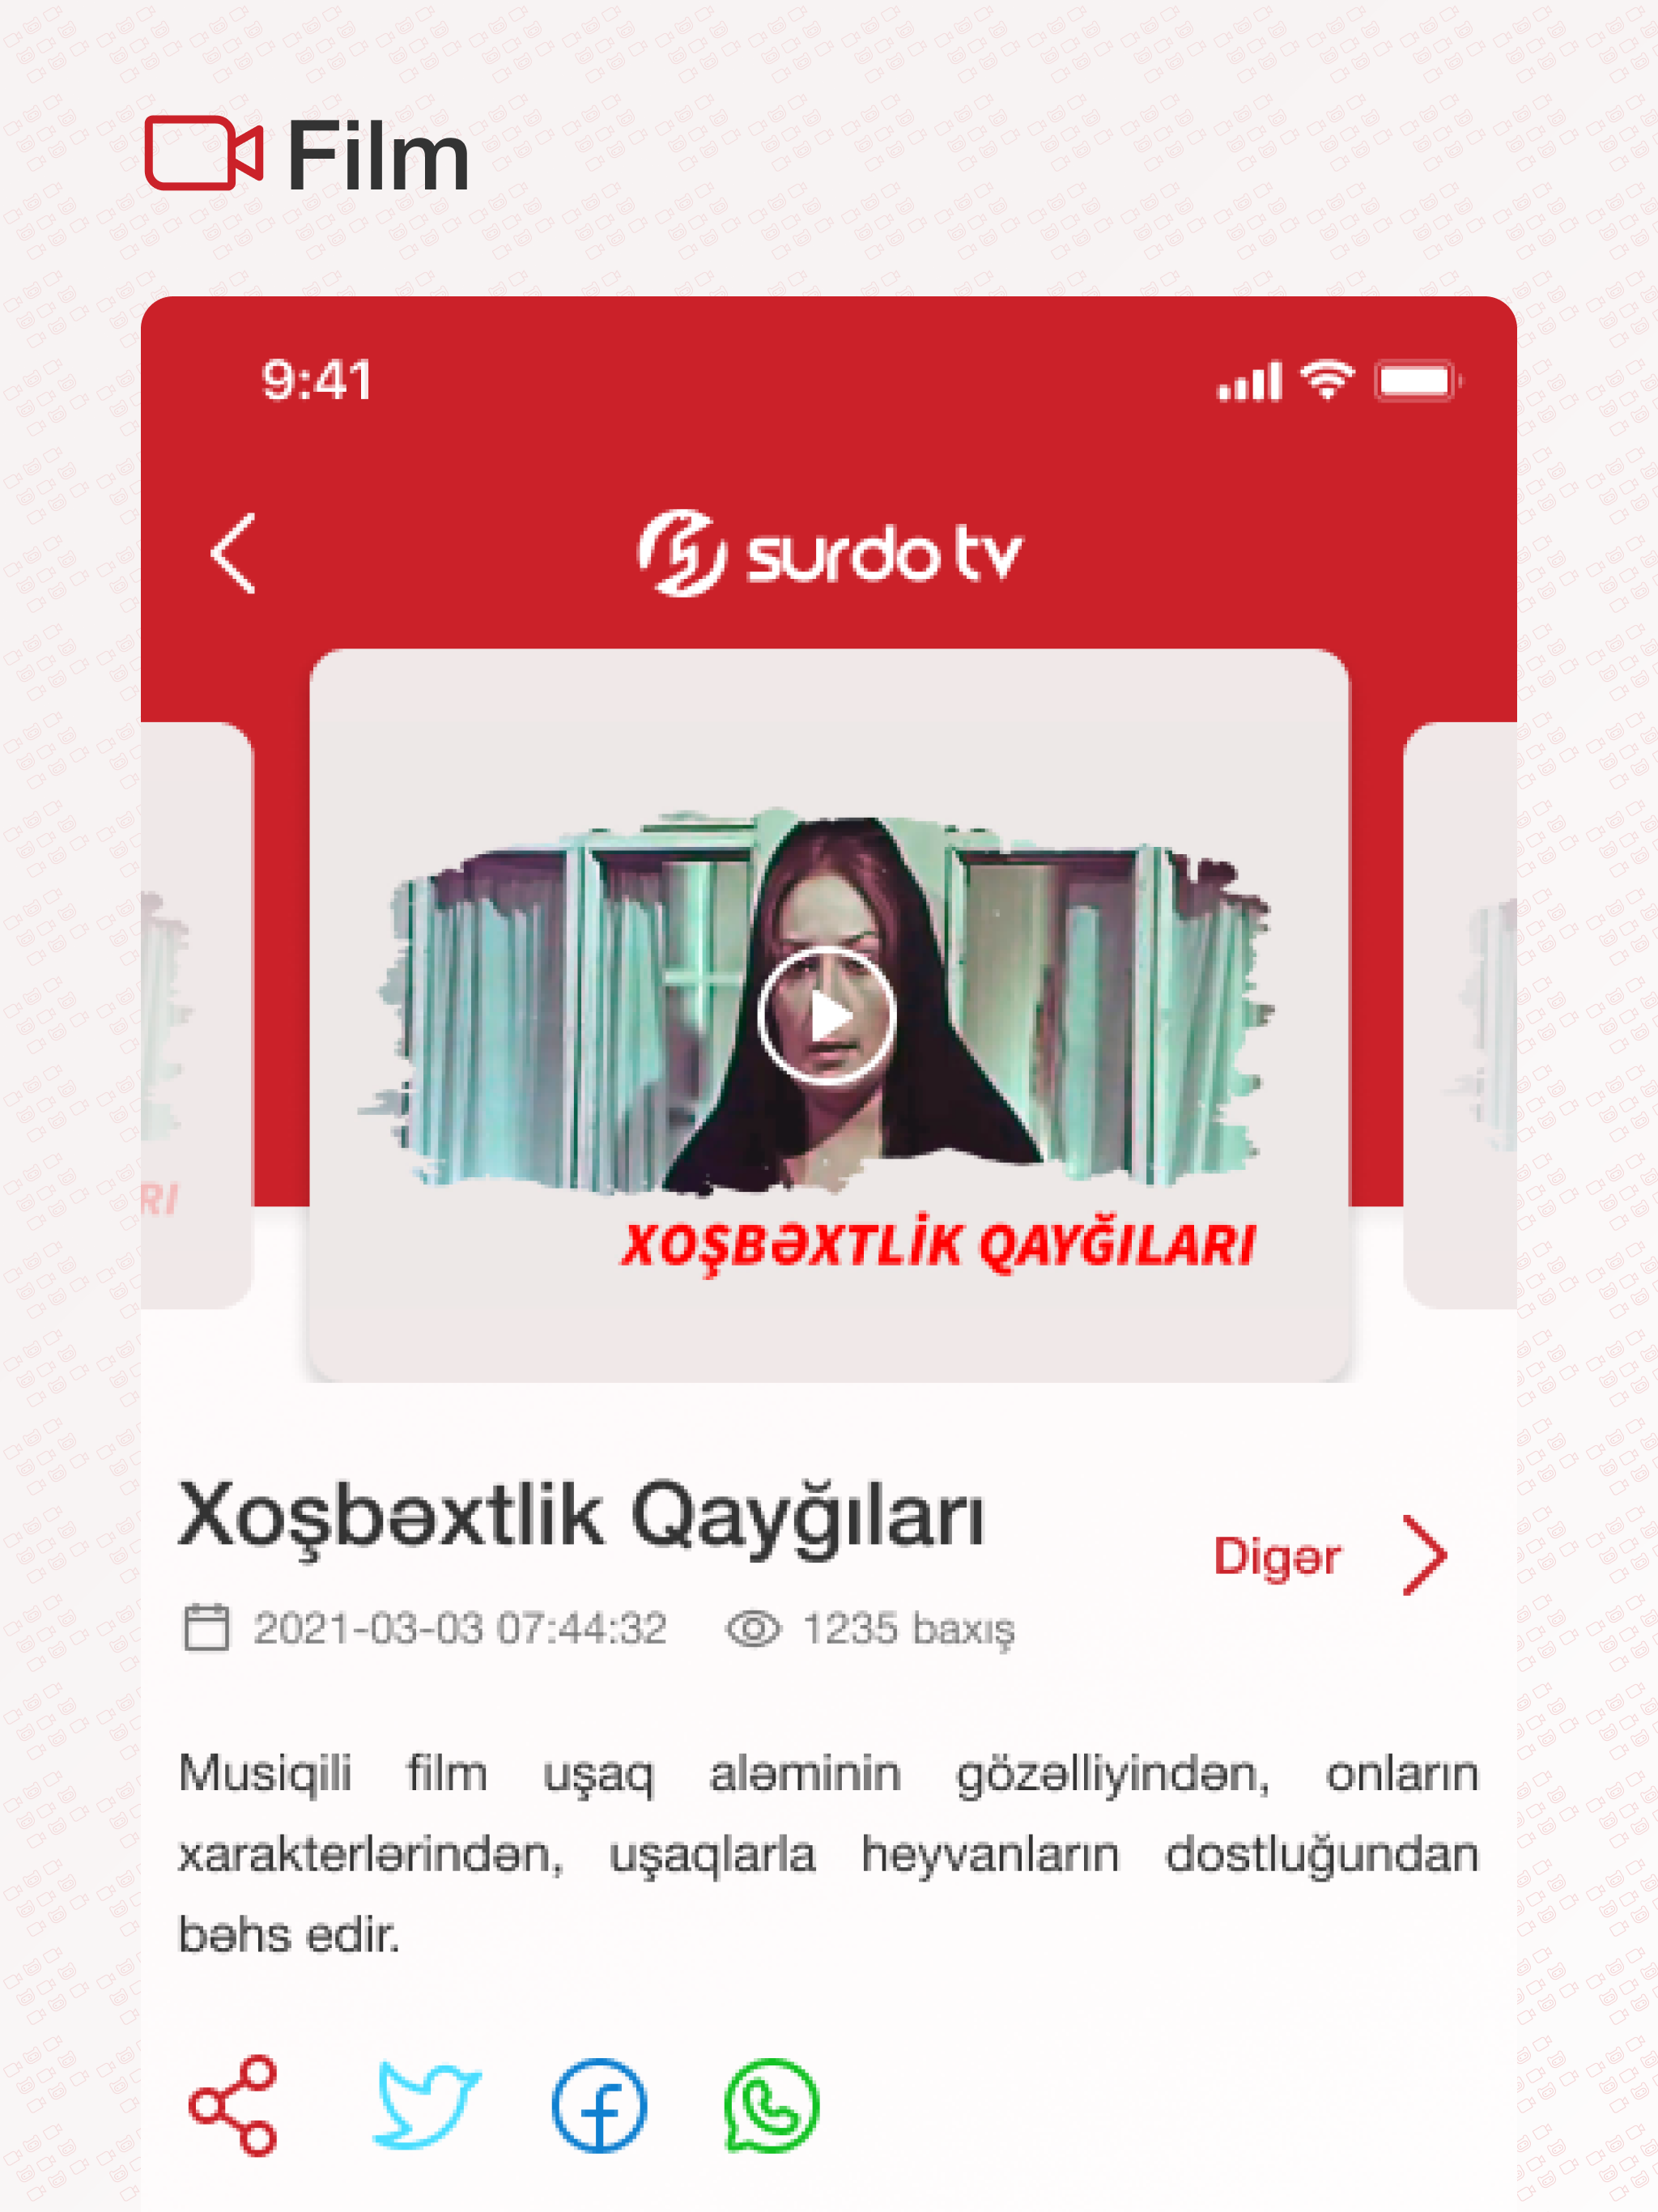 Film
9:41
surdo tv
RI
XOŞBƏXTLİK QAYĞILARI
Xoşbəxtlik Qayğıları
Digər
2021-03-03 07:44:32 1235 baxış
Musiqili film uşaq aləminin gözəlliyindən, onların
xarakterlərindən, uşaqlarla heyvanların dostluğundan
bəhs edir.